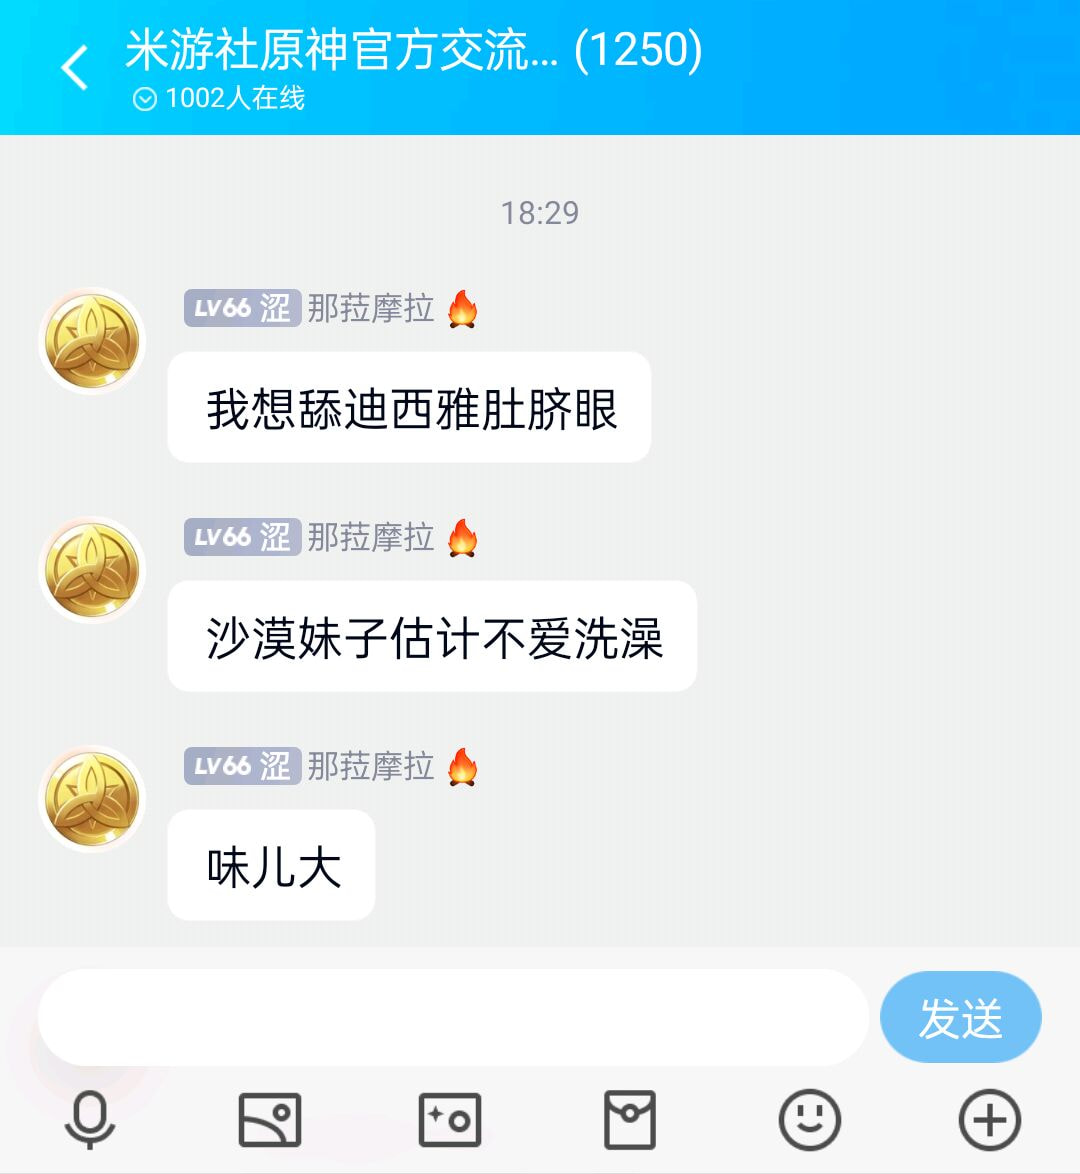 米游社原神官方交流... (1250)
1002人在线
18:29
LV66 涩 那菈摩拉
我想舔迪西雅肚脐眼
LV66 涩 那菈摩拉
沙漠妹子估计不爱洗澡
LV66 涩 那菈摩拉
味儿大
发送